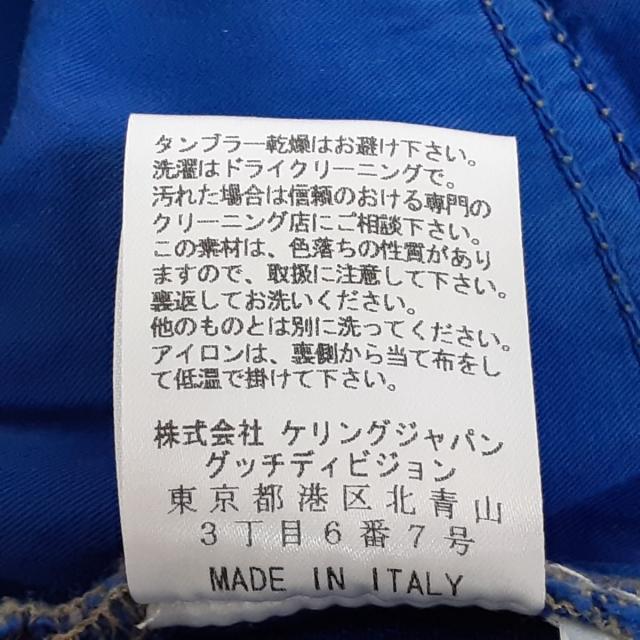 タンブラー乾燥はお避け下さい。
洗濯はドライクリーニングで。
汚れた場合は信頼のおける専門の
クリーニング店にご相談下さい。
この素材は、色落ちの性質があり
ますので、取扱に注意して下さい。
裏返してお洗いください。
他のものとは別に洗ってください。
アイロンは、裏側から当て布をし
て低温で掛けて下さい。
株式会社 ケリングジャパン
グッチディビジョン
東京都港区北青山
3丁目6番7号
MADE IN ITALY